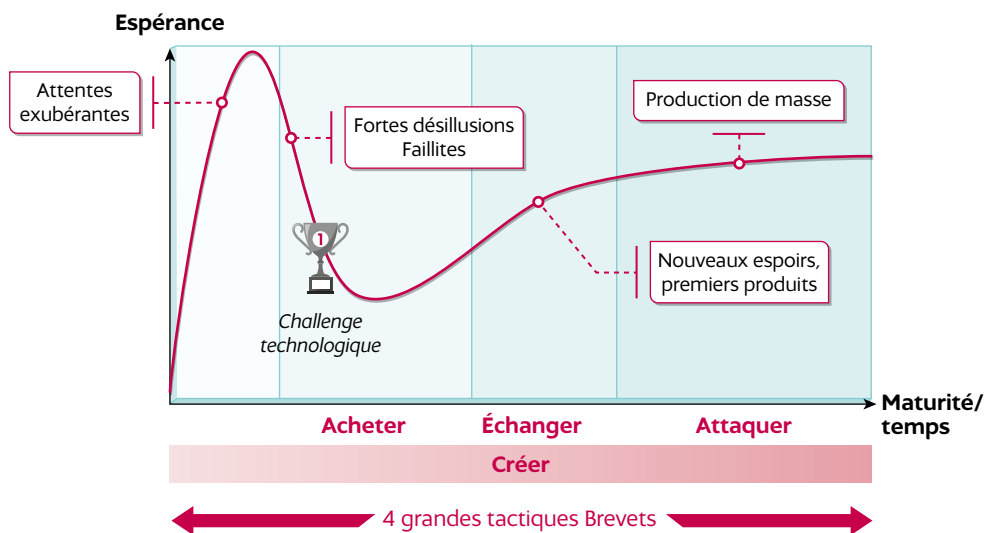 Espérance
Attentes
exubérantes
Fortes désillusions
Faillites
Production de masse
1
Nouveaux espoirs,
premiers produits
Challenge
technologique
Maturité/
temps
Acheter
Échanger
Attaquer
Créer
4 grandes tactiques Brevets